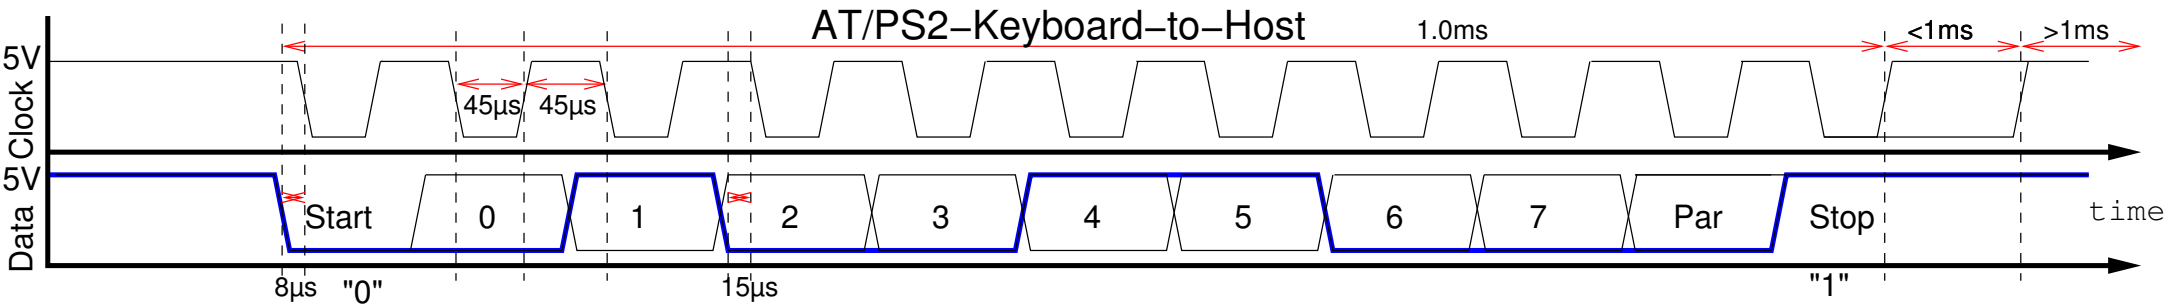 AT/PS2−Keyboard−to−Host
1.0ms
<1ms
>1ms
5V
Clock
45µs
45µs
5V
Data
Start
0
1
2
3
4
5
6
7
Par
Stop
time
8µs
"0"
15µs
"1"